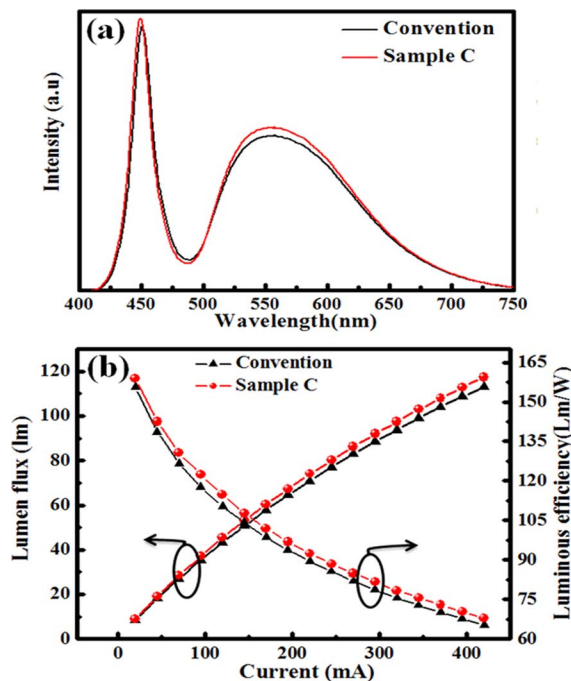 (a)
Convention
Sample C
Intensity (a.u)
400 450 500 550 600 650 700 750
Wavelength(nm)
(b)
Convention
Sample C
Lumen flux (lm)
120
100
80
60
40
20
0
Luminous efficiency(Lm/W)
165
150
135
120
105
90
75
60
0 100 200 300 400
Current (mA)